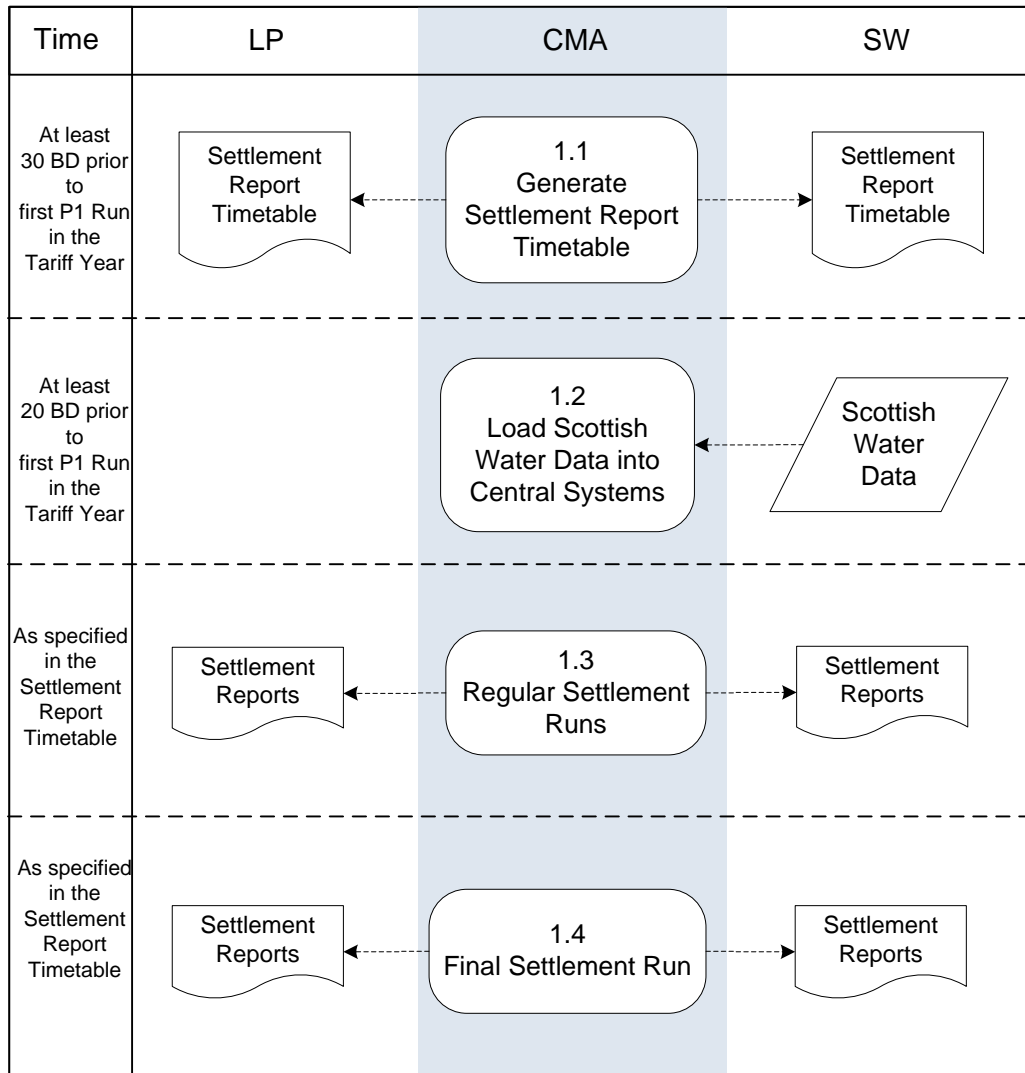 Time
LP
CMA
SW
At least
30 BD prior
to
first P1 Run
in the
Tariff Year
Settlement
Report
Timetable
1.1
Generate
Settlement Report
Timetable
Settlement
Report
Timetable
At least
20 BD prior
to
first P1 Run
in the
Tariff Year
1.2
Load Scottish
Water Data into
Central Systems
Scottish
Water
Data
As specified
in the
Settlement
Report
Timetable
Settlement
Reports
1.3
Regular Settlement
Runs
Settlement
Reports
As specified
in the
Settlement
Report
Timetable
Settlement
Reports
1.4
Final Settlement Run
Settlement
Reports